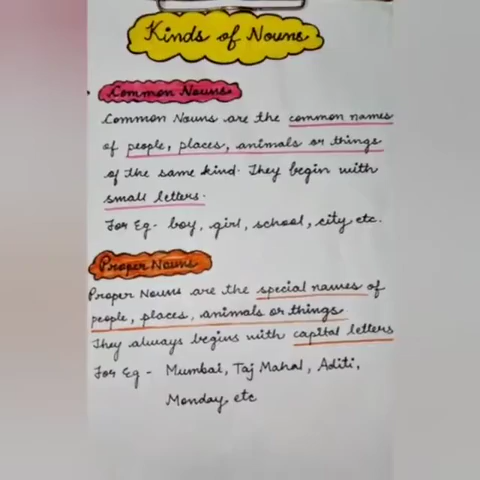 Kinds of Nouns
Common Nouns
Common Nouns are the common names
of people, places, animals or things
of the same kind. They begin with
small letters.
For Eg- boy, girl, school, city etc.
Proper Nouns
Proper Nouns are the special names of
people, places, animals or things
They always begins with capital letters
For Eg - Mumbai, Taj Mahal, Aditi,
Monday etc